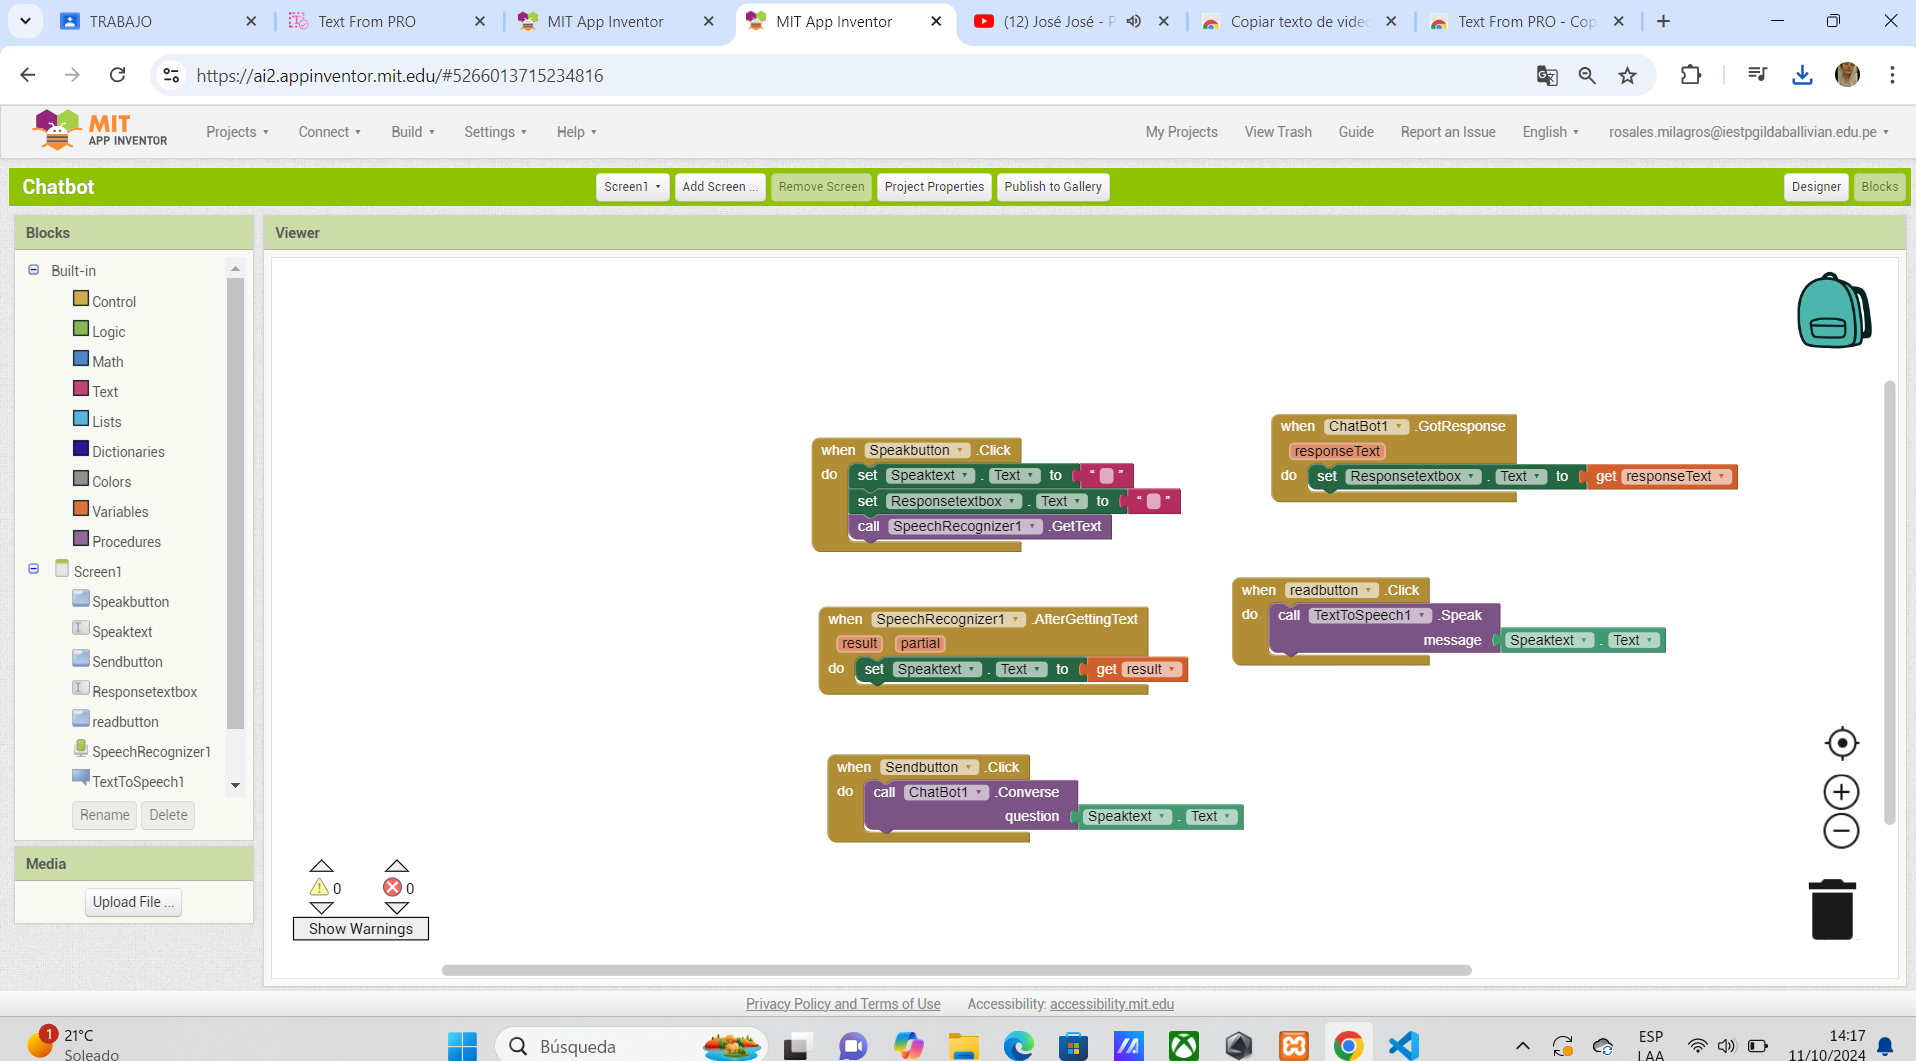 TRABAJO
Text From PRO
MIT App Inventor
MIT App Inventor
(12) José José - P
Copiar texto de video
Text From PRO - Cop
https://ai2.appinventor.mit.edu/#5266013715234816
MIT
APP INVENTOR
Projects
Connect
Build
Settings
Help
My Projects
View Trash
Guide
Report an Issue
English
rosales.milagros@iestpgildaballivian.edu.pe
Chatbot
Screen1
Add Screen ...
Remove Screen
Project Properties
Publish to Gallery
Designer
Blocks
Blocks
Built-in
Control
Logic
Math
Text
Lists
Dictionaries
Colors
Variables
Procedures
Screen1
Speakbutton
Speaktext
Sendbutton
Responsetextbox
readbutton
SpeechRecognizer1
TextToSpeech1
Rename
Delete
Media
Upload File ...
Viewer
when Speakbutton .Click
do set Speaktext . Text to " "
set Responsetextbox . Text to " "
call SpeechRecognizer1 .GetText
when SpeechRecognizer1 .AfterGettingText
result partial
do set Speaktext . Text to get result
when Sendbutton .Click
do call ChatBot1 .Converse
question Speaktext . Text
when ChatBot1 .GotResponse
responseText
do set Responsetextbox . Text to get responseText
when readbutton .Click
do call TextToSpeech1 .Speak
message Speaktext . Text
0
0
Show Warnings
Privacy Policy and Terms of Use
Accessibility: accessibility.mit.edu
1
21°C
Soleado
Búsqueda
ESP
LAA
14:17
11/10/2024